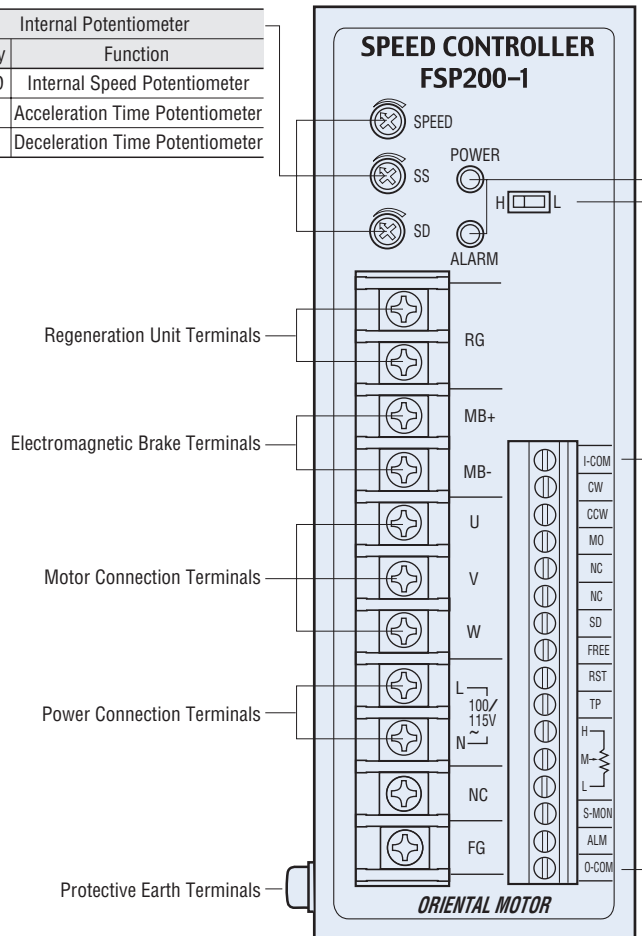 Internal Potentiometer
Function
Internal Speed Potentiometer
Acceleration Time Potentiometer
Deceleration Time Potentiometer
SPEED CONTROLLER
FSP200-1
SPEED
SS
SD
POWER
ALARM
H L
Regeneration Unit Terminals
RG
Electromagnetic Brake Terminals
MB+
MB-
Motor Connection Terminals
U
V
W
Power Connection Terminals
L
100/
115V
~
N
NC
FG
Protective Earth Terminals
I-COM
CW
CCW
MO
NC
NC
SD
FREE
RST
TP
H
M
L
S-MON
ALM
O-COM
ORIENTAL MOTOR